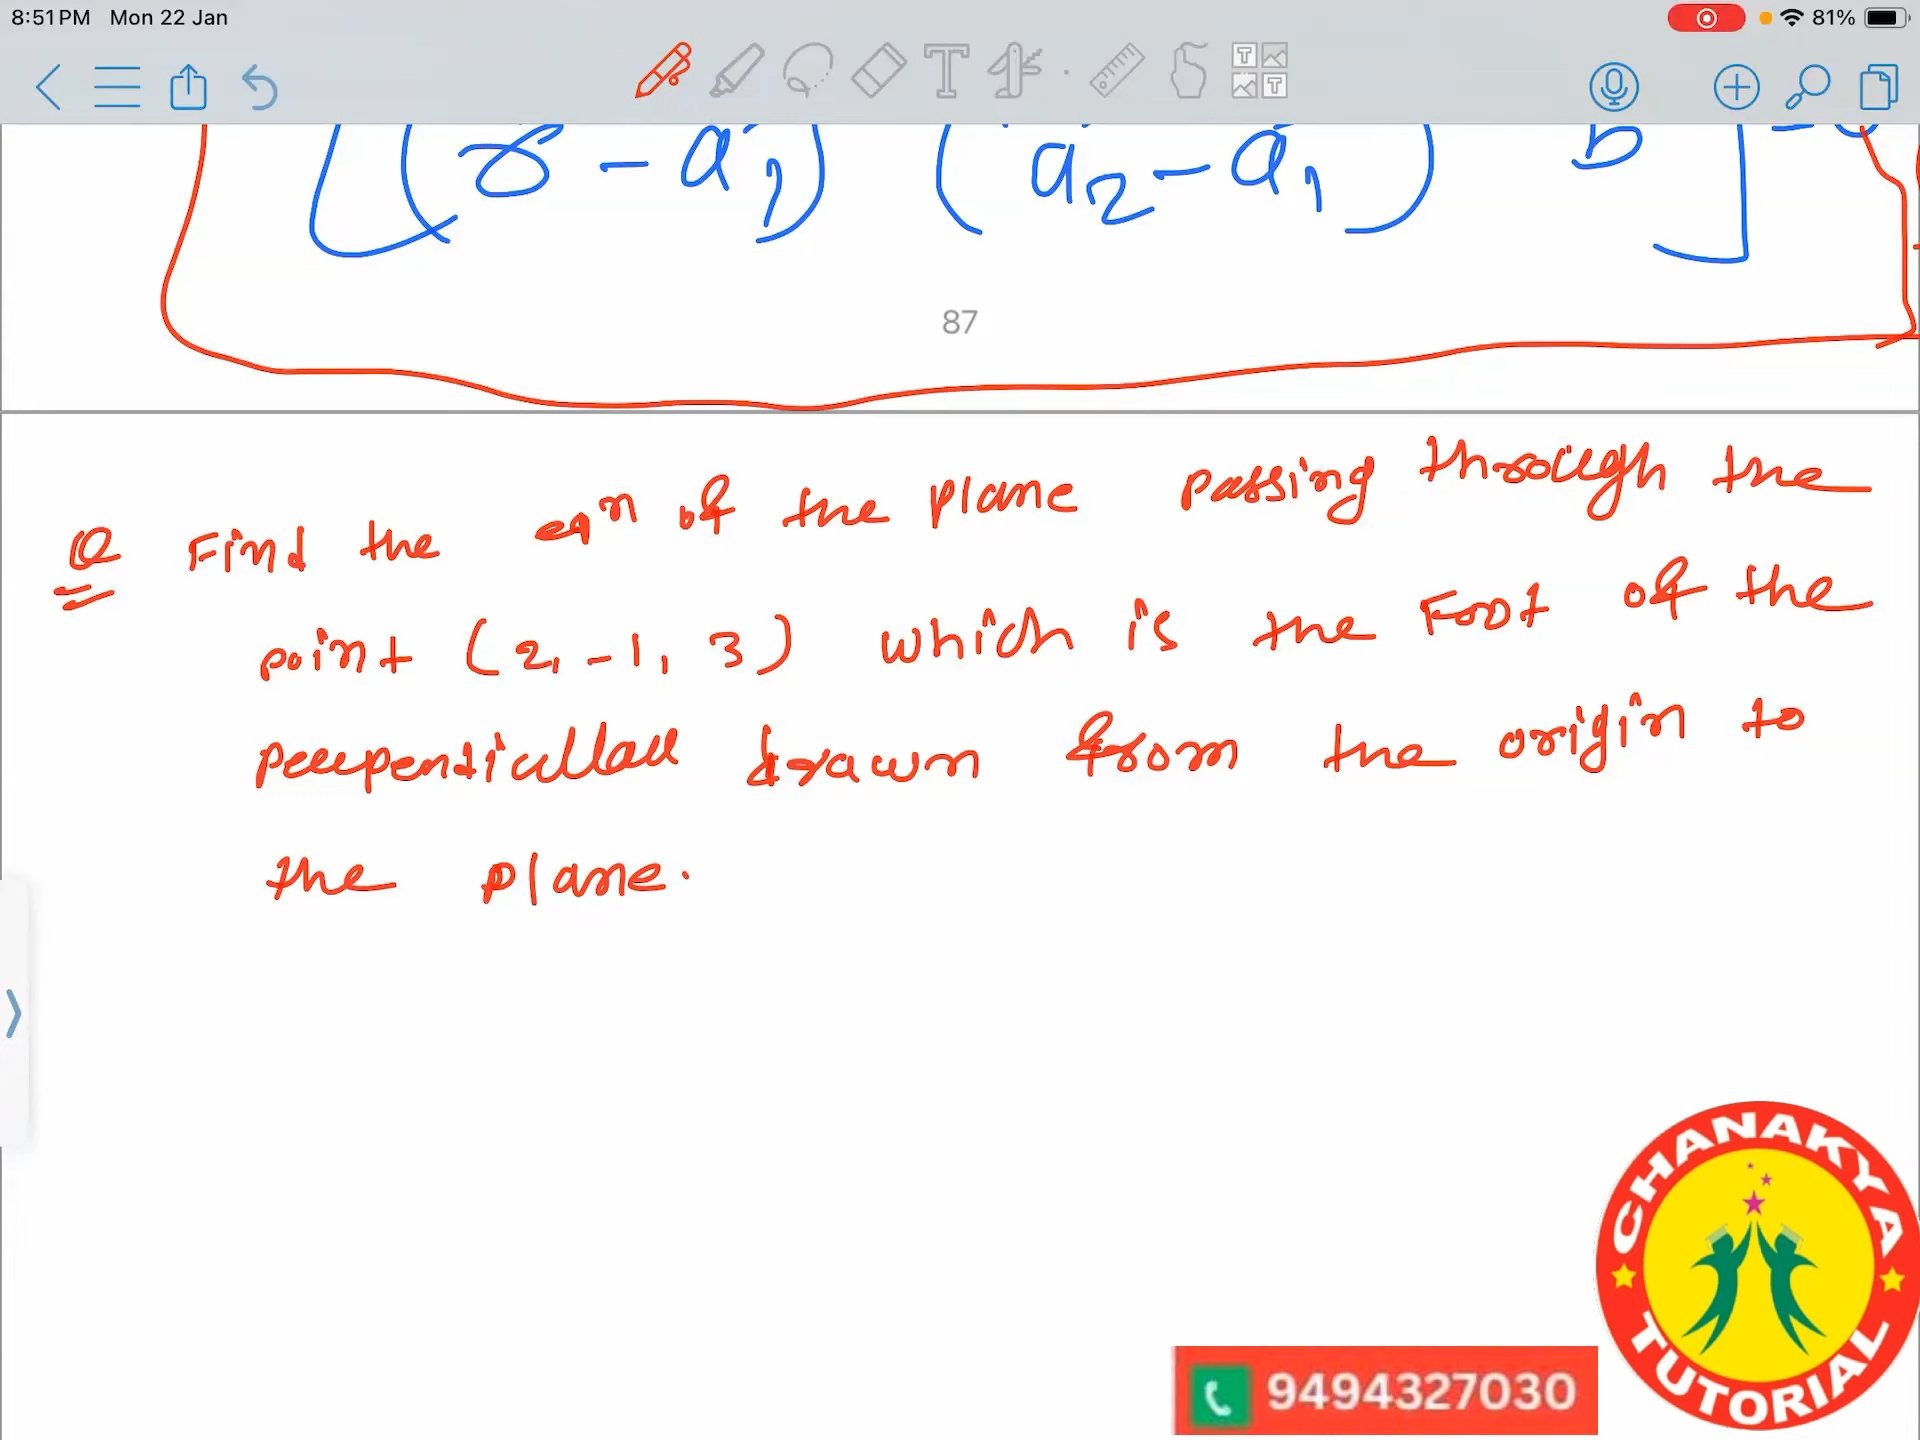 8:51 PM Mon 22 Jan 81%
[(r - a₁) (a₂ - a₁) b] = 0
87
Q Find the eqⁿ of the plane passing through the
point (2, -1, 3) which is the Foot of the
drawn from the origin to
the plane.
CHANAKYA
TUTORIAL
9494327030